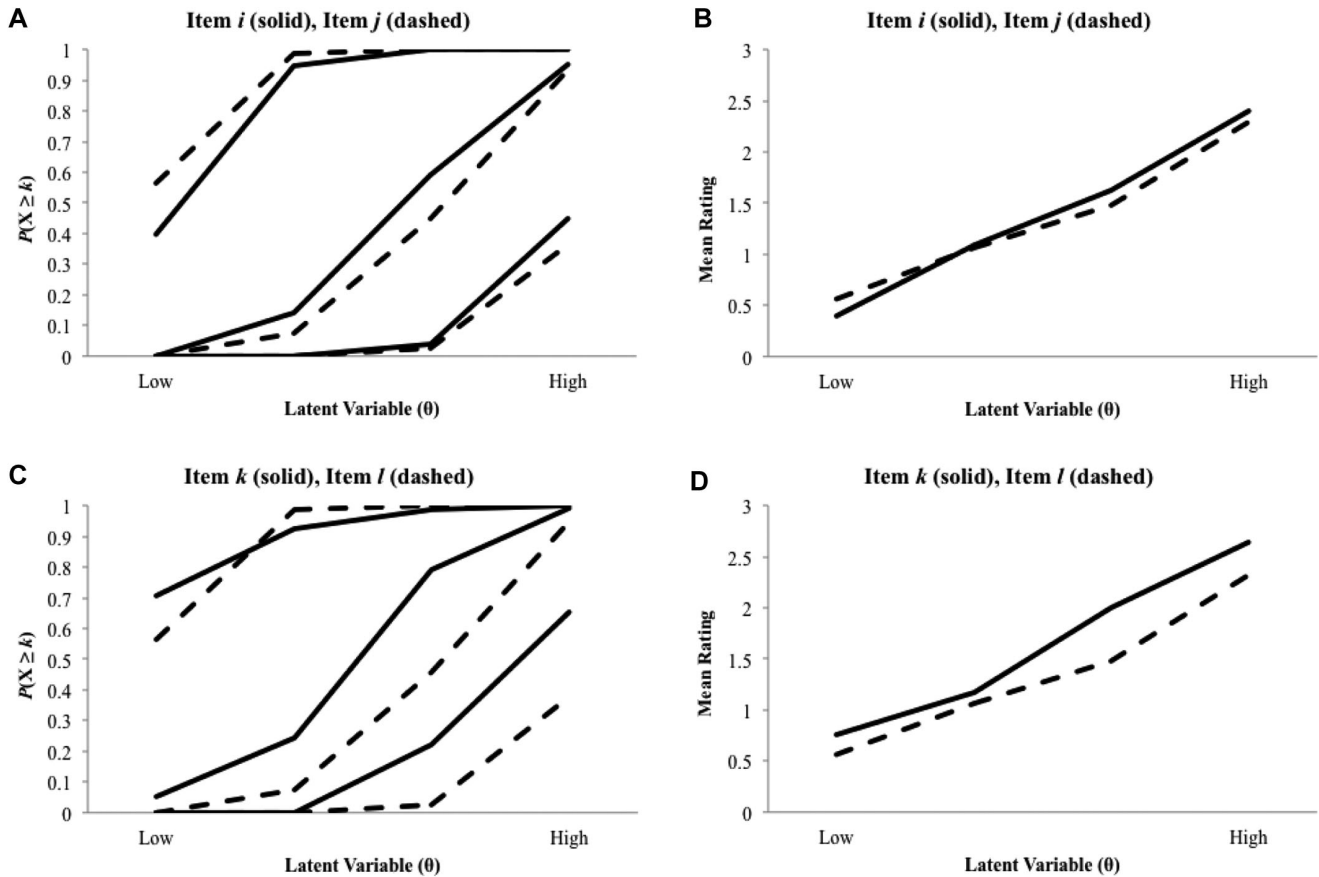 A
Item i (solid), Item j (dashed)
1
0.9
0.8
0.7
0.6
0.5
0.4
0.3
0.2
0.1
0
P(X ≥ k)
Low
High
Latent Variable (θ)
B
Item i (solid), Item j (dashed)
3
2.5
2
1.5
1
0.5
0
Mean Rating
Low
High
Latent Variable (θ)
C
Item k (solid), Item l (dashed)
1
0.9
0.8
0.7
0.6
0.5
0.4
0.3
0.2
0.1
0
P(X ≥ k)
Low
High
Latent Variable (θ)
D
Item k (solid), Item l (dashed)
3
2.5
2
1.5
1
0.5
0
Mean Rating
Low
High
Latent Variable (θ)